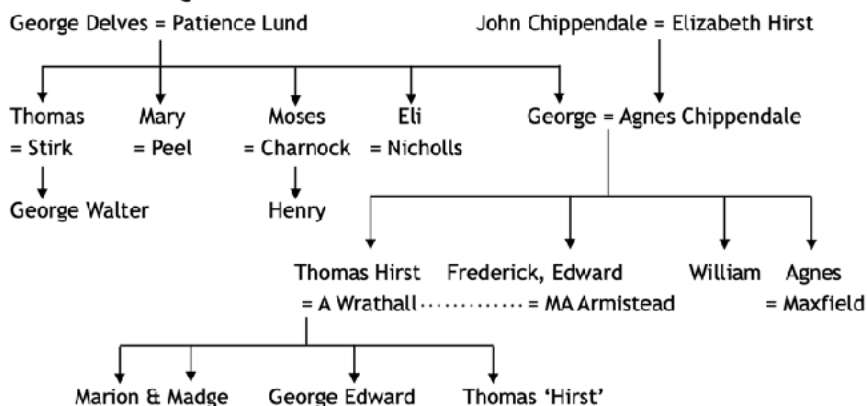 George Delves = Patience Lund John Chippendale = Elizabeth Hirst
Thomas Mary Moses Eli George = Agnes Chippendale
= Stirk = Peel = Charnock = Nicholls
George Walter Henry
Thomas Hirst Frederick, Edward William Agnes
= A Wrathall ............ = MA Armistead = Maxfield
Marion & Madge George Edward Thomas ‘Hirst’